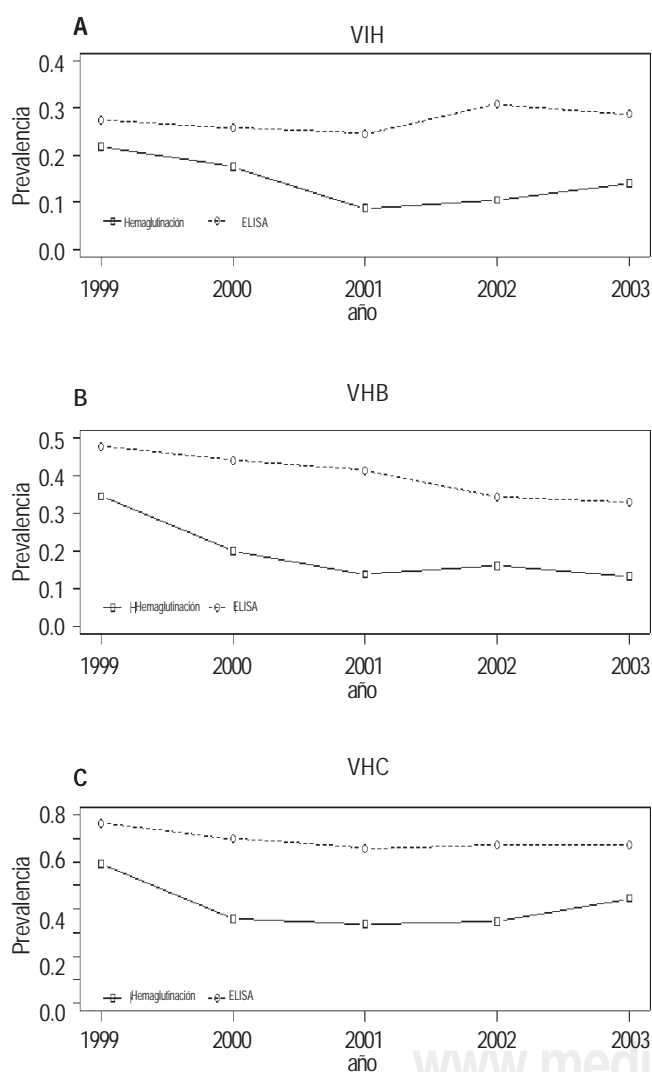 A
VIH
Prevalencia
0.4
0.3
0.2
0.1
0.0
Hemaglutinación ELISA
1999 2000 2001 2002 2003
año
B
VHB
Prevalencia
0.5
0.4
0.3
0.2
0.1
0.0
Hemaglutinación ELISA
1999 2000 2001 2002 2003
año
C
VHC
Prevalencia
0.8
0.6
0.4
0.2
0.0
Hemaglutinación ELISA
1999 2000 2001 2002 2003
año
www.medi